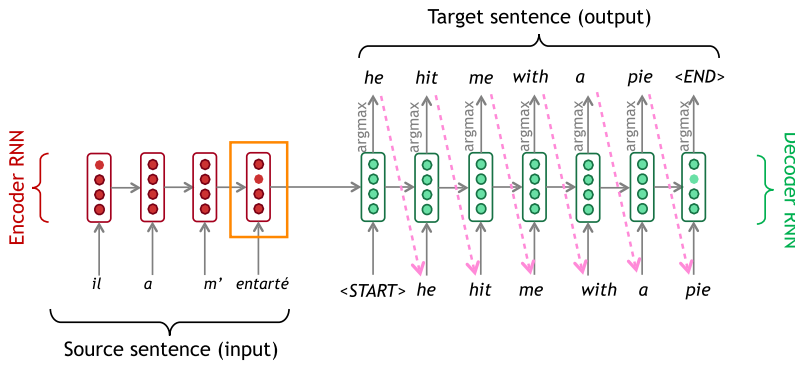 Target sentence (output)
he hit me with a pie <END>
argmax argmax argmax argmax argmax argmax argmax
Encoder RNN
Decoder RNN
il a m’ entarté
<START> he hit me with a pie
Source sentence (input)